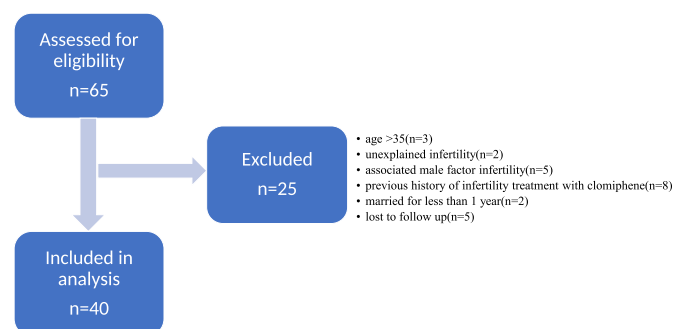 Assessed for
eligibility
n=65
Excluded
n=25
• age >35(n=3)
• unexplained infertility(n=2)
• associated male factor infertility(n=5)
• previous history of infertility treatment with clomiphene(n=8)
• married for less than 1 year(n=2)
• lost to follow up(n=5)
Included in
analysis
n=40